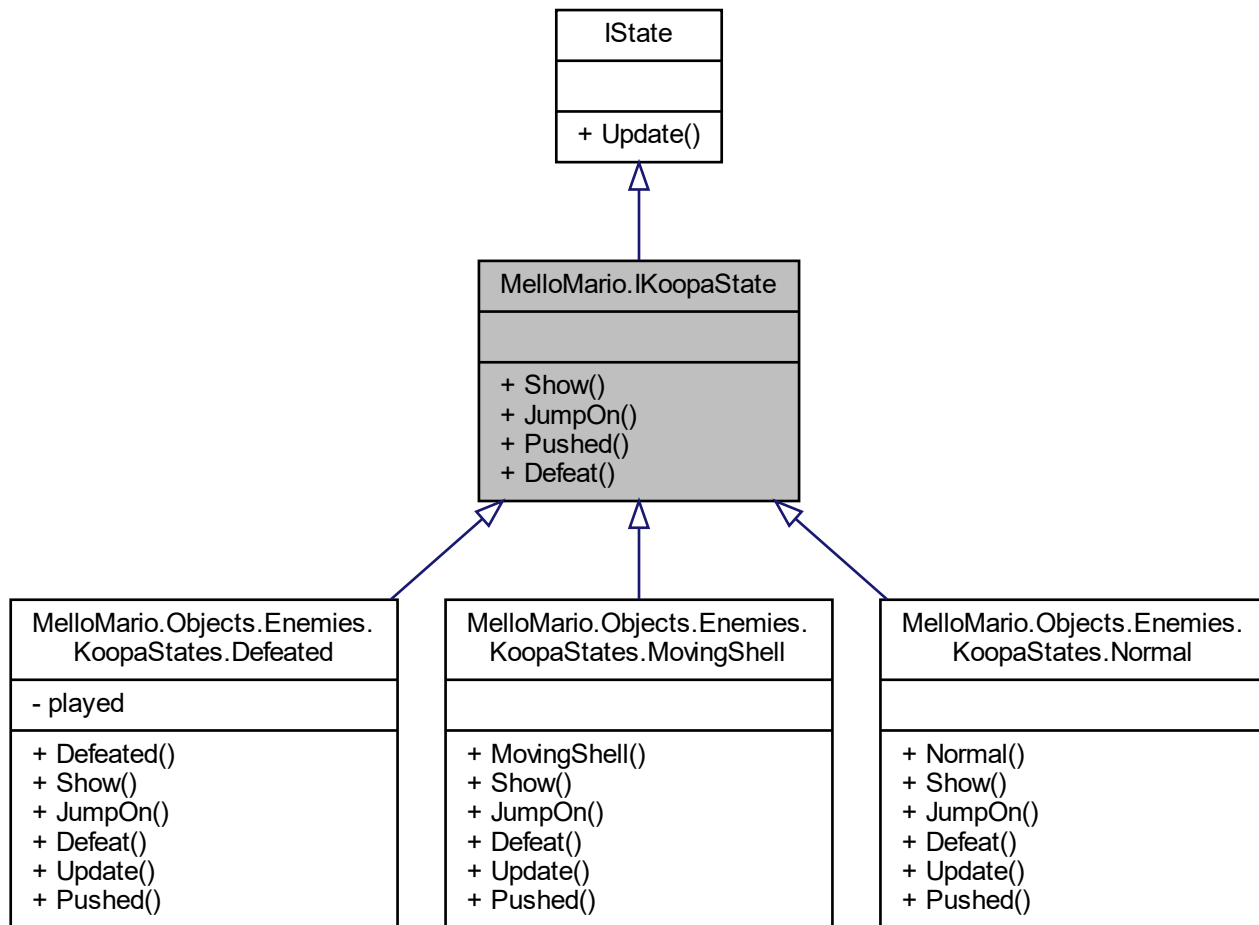 IState
+ Update()
MelloMario.IKoopaState
+ Show()
+ JumpOn()
+ Pushed()
+ Defeat()
MelloMario.Objects.Enemies.
KoopaStates.Defeated
- played
+ Defeated()
+ Show()
+ JumpOn()
+ Defeat()
+ Update()
+ Pushed()
MelloMario.Objects.Enemies.
KoopaStates.MovingShell
+ MovingShell()
+ Show()
+ JumpOn()
+ Defeat()
+ Update()
+ Pushed()
MelloMario.Objects.Enemies.
KoopaStates.Normal
+ Normal()
+ Show()
+ JumpOn()
+ Defeat()
+ Update()
+ Pushed()